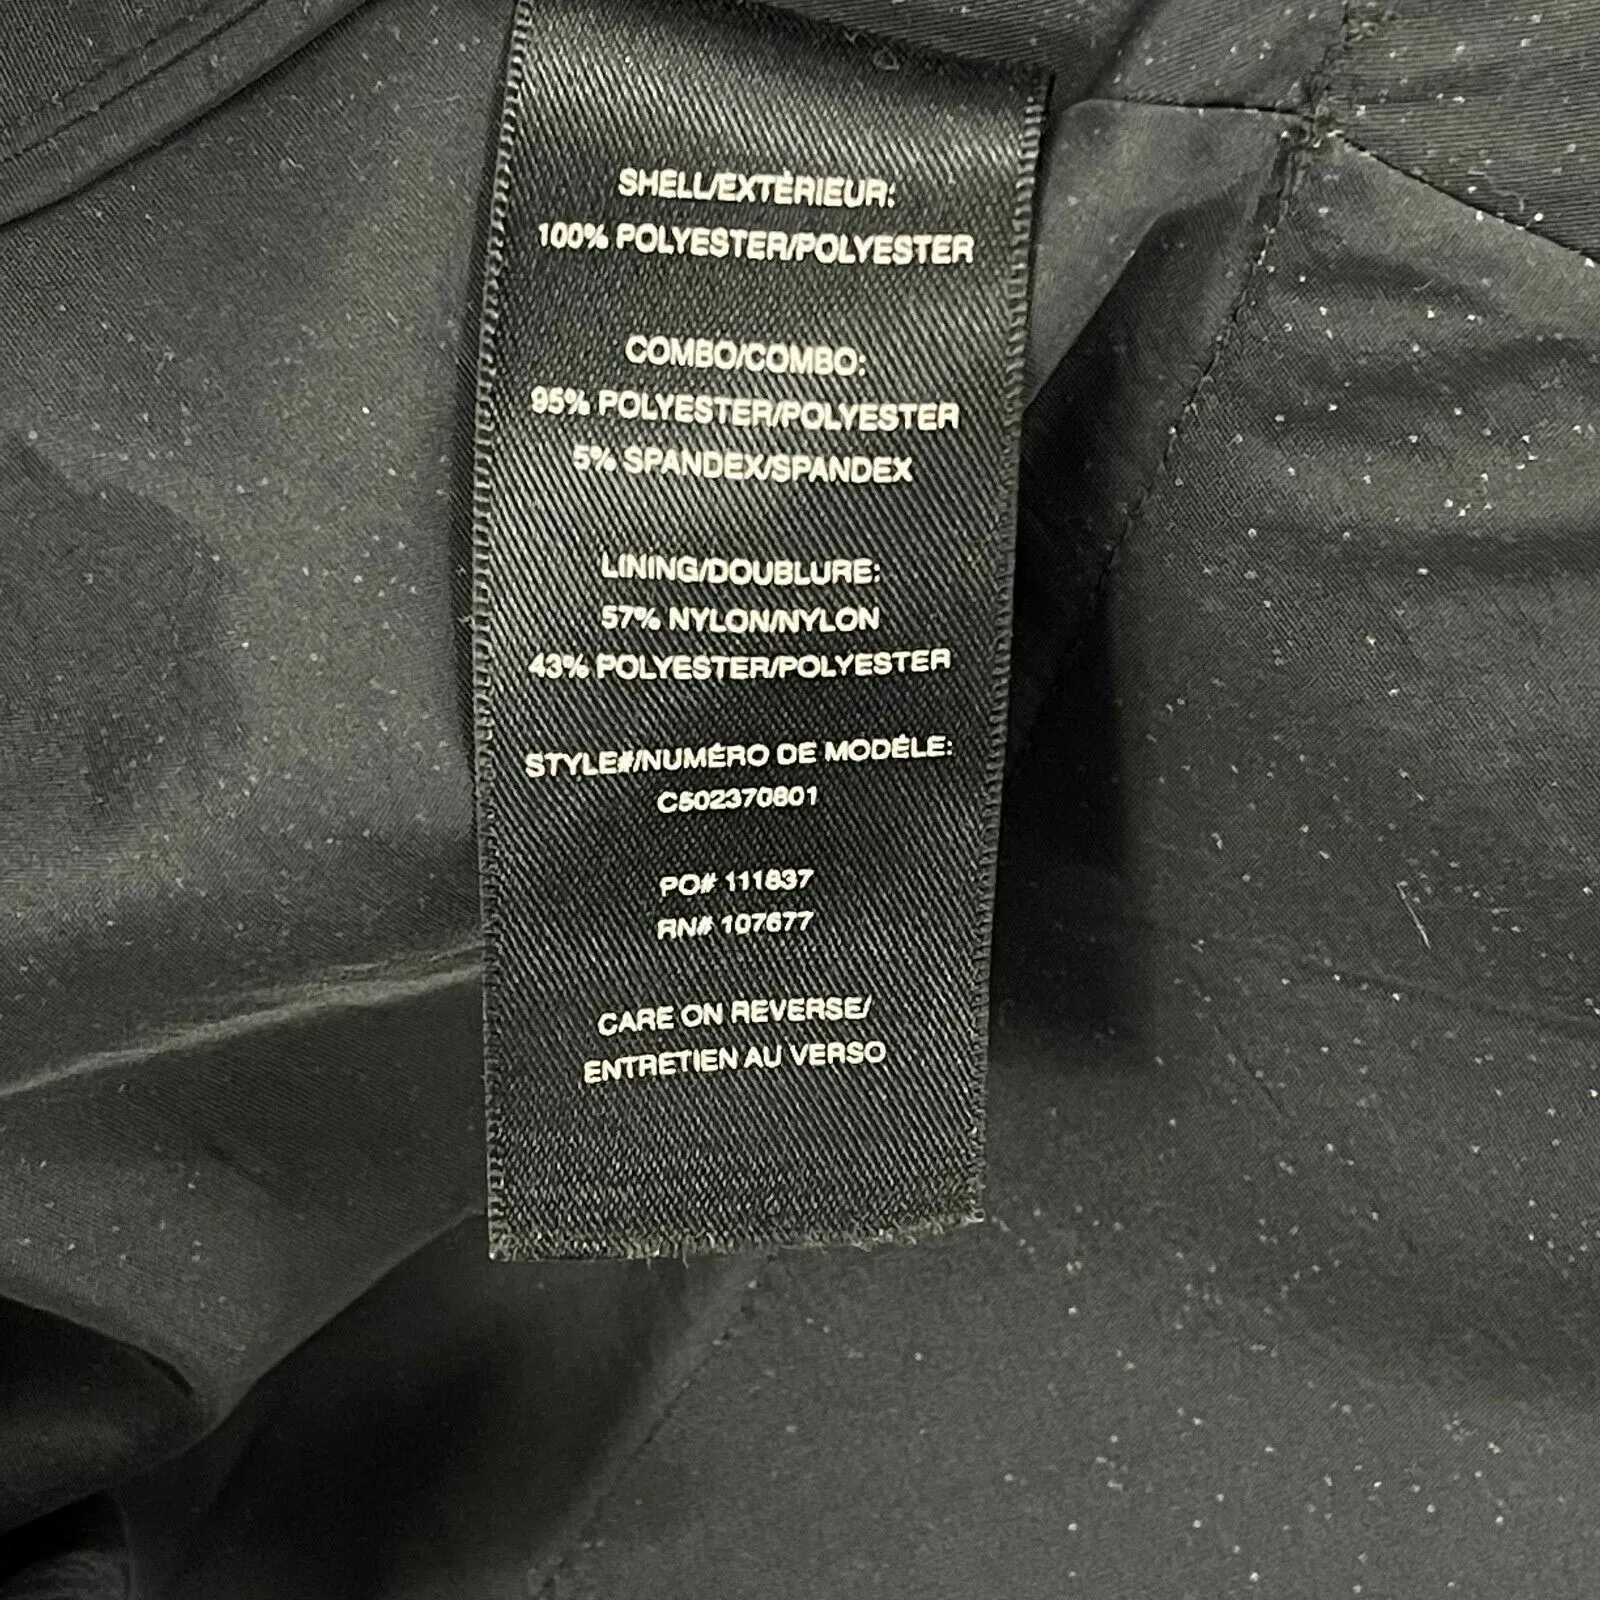 SHELL/EXTÉRIEUR:
100% POLYESTER/POLYESTER
COMBO/COMBO:
95% POLYESTER/POLYESTER
5% SPANDEX/SPANDEX
LINING/DOUBLURE:
57% NYLON/NYLON
43% POLYESTER/POLYESTER
STYLE#/NUMÉRO DE MODÈLE:
C502370801
PO# 111837
RN# 107677
CARE ON REVERSE/
ENTRETIEN AU VERSO